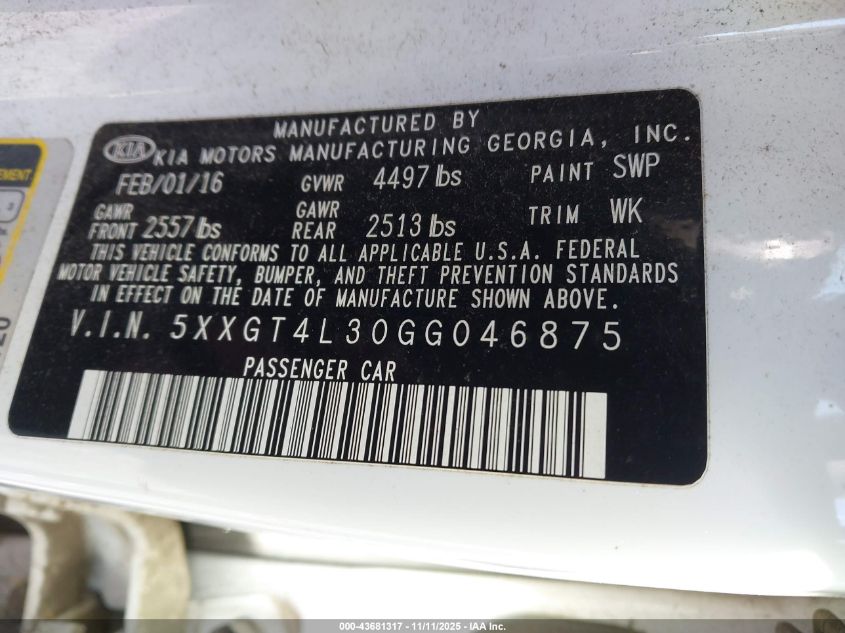 MANUFACTURED BY
KIA KIA MOTORS MANUFACTURING GEORGIA, INC.
FEB/01/16 GVWR 4497 lbs PAINT SWP
GAWR FRONT 2557 lbs GAWR REAR 2513 lbs TRIM WK
THIS VEHICLE CONFORMS TO ALL APPLICABLE U.S.A. FEDERAL
MOTOR VEHICLE SAFETY, BUMPER, AND THEFT PREVENTION STANDARDS
IN EFFECT ON THE DATE OF MANUFACTURE SHOWN ABOVE.
V.I.N. 5XXGT4L30GG046875
PASSENGER CAR
000-43681317 - 11/11/2025 - IAA Inc.